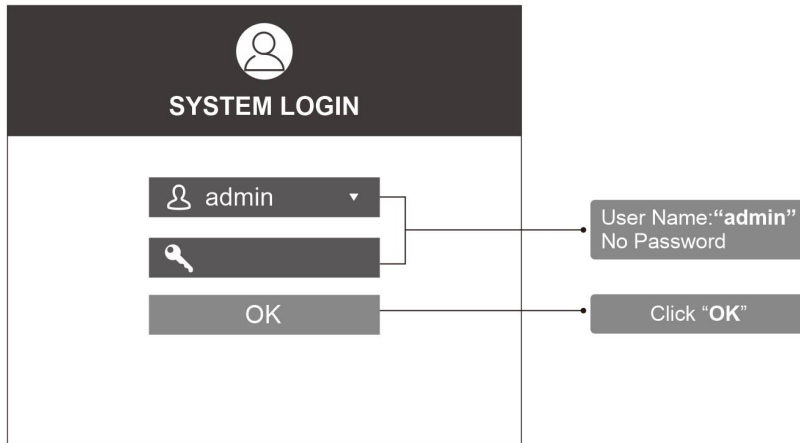 SYSTEM LOGIN
admin
User Name:“admin”
No Password
OK
Click “OK”